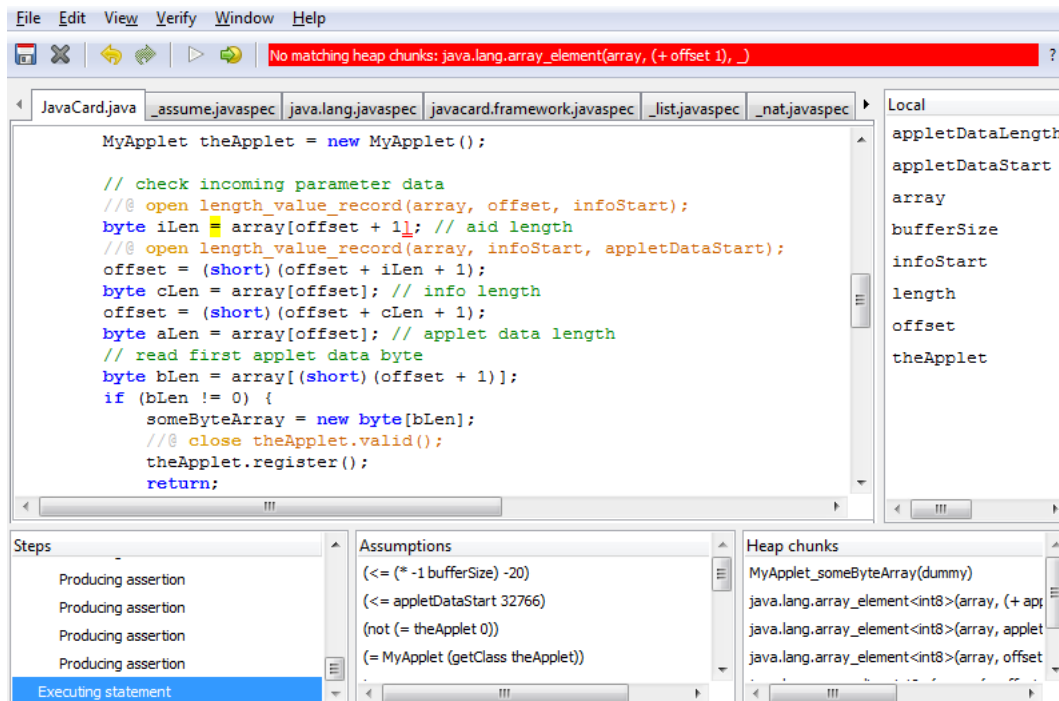 File Edit View Verify Window Help
No matching heap chunks: java.lang.array_element(array, (+ offset 1), _)
?
JavaCard.java _assume.javaspec java.lang.javaspec javacard.framework.javaspec _list.javaspec _nat.javaspec
MyApplet theApplet = new MyApplet();
// check incoming parameter data
//@ open length_value_record(array, offset, infoStart);
byte iLen = array[offset + 1]; // aid length
//@ open length_value_record(array, infoStart, appletDataStart);
offset = (short)(offset + iLen + 1);
byte cLen = array[offset]; // info length
offset = (short)(offset + cLen + 1);
byte aLen = array[offset]; // applet data length
// read first applet data byte
byte bLen = array[(short)(offset + 1)];
if (bLen != 0) {
someByteArray = new byte[bLen];
//@ close theApplet.valid();
theApplet.register();
return;
Local
appletDataLength
appletDataStart
array
bufferSize
infoStart
length
offset
theApplet
Steps
Producing assertion
Producing assertion
Producing assertion
Producing assertion
Executing statement
Assumptions
(<= (* -1 bufferSize) -20)
(<= appletDataStart 32766)
(not (= theApplet 0))
(= MyApplet (getClass theApplet))
Heap chunks
MyApplet_someByteArray(dummy)
java.lang.array_element<int8>(array, (+ app
java.lang.array_element<int8>(array, applet
java.lang.array_element<int8>(array, offset